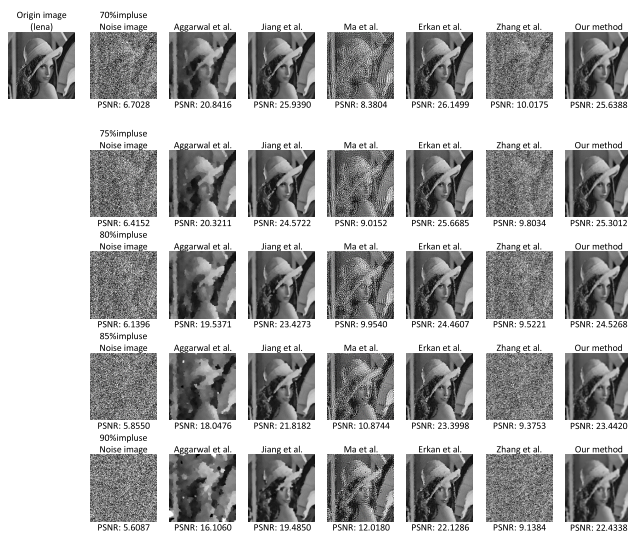 Origin image
(lena)
70%impluse
Noise image
Aggarwal et al.
Jiang et al.
Ma et al.
Erkan et al.
Zhang et al.
Our method
PSNR: 6.7028
PSNR: 20.8416
PSNR: 25.9390
PSNR: 8.3804
PSNR: 26.1499
PSNR: 10.0175
PSNR: 25.6388
75%impluse
Noise image
Aggarwal et al.
Jiang et al.
Ma et al.
Erkan et al.
Zhang et al.
Our method
PSNR: 6.4152
PSNR: 20.3211
PSNR: 24.5722
PSNR: 9.0152
PSNR: 25.6685
PSNR: 9.8034
PSNR: 25.3012
80%impluse
Noise image
Aggarwal et al.
Jiang et al.
Ma et al.
Erkan et al.
Zhang et al.
Our method
PSNR: 6.1396
PSNR: 19.5371
PSNR: 23.4273
PSNR: 9.9540
PSNR: 24.4607
PSNR: 9.5221
PSNR: 24.5268
85%impluse
Noise image
Aggarwal et al.
Jiang et al.
Ma et al.
Erkan et al.
Zhang et al.
Our method
PSNR: 5.8550
PSNR: 18.0476
PSNR: 21.8182
PSNR: 10.8744
PSNR: 23.3998
PSNR: 9.3753
PSNR: 23.4420
90%impluse
Noise image
Aggarwal et al.
Jiang et al.
Ma et al.
Erkan et al.
Zhang et al.
Our method
PSNR: 5.6087
PSNR: 16.1060
PSNR: 19.4850
PSNR: 12.0180
PSNR: 22.1286
PSNR: 9.1384
PSNR: 22.4338